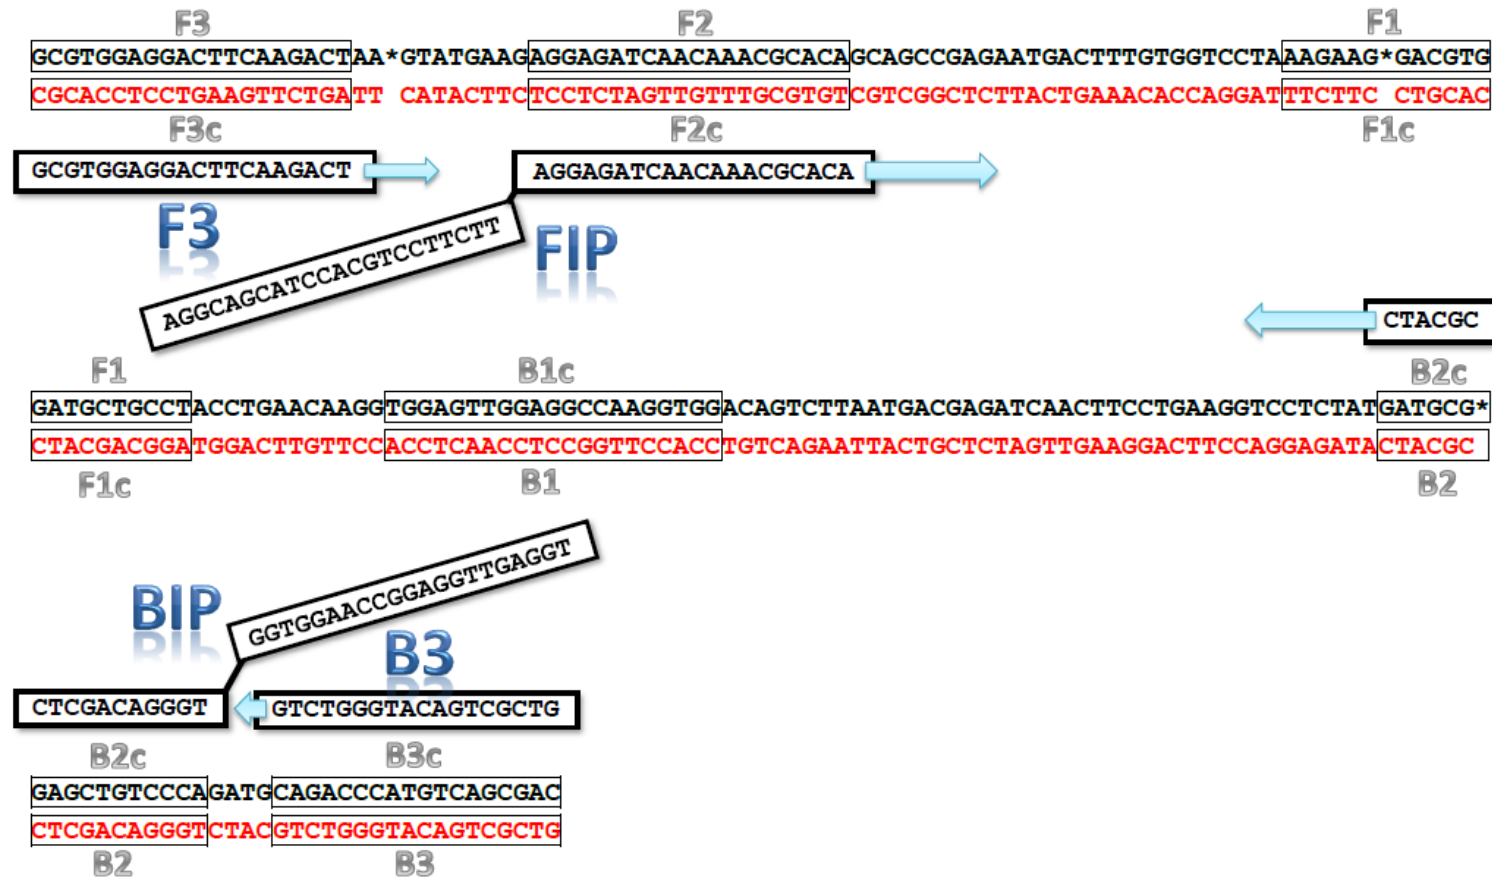 F3 F2 F1
GCGTGGAGGACTTCAAGACTAA*GTATGAAGAGGAGATCAACAAACGCACAGCAGCCGAGAATGACTTTGTGGTCCTAAAGAAG*GACGTG
CGCACCTCCTGAAGTTCTGATT CATACTTCTCCTCTAGTTGTTTGCGTGTCGTCGGCTCTTACTGAAACACCAGGATTTCTTC CTGCAC
F3c F2c F1c
GCGTGGAGGACTTCAAGACT AGGAGATCAACAAACGCACA
F3 FIP
AGGCAGCATCCACGTCCTTCTT
CTACGC
F1 B1c B2c
GATGCTGCCTACCTGAACAAGGTGGAGTTGGAGGCCAAGGTGGACAGTCTTAATGACGAGATCAACTTCCTGAAGGTCCTCTATGATGCG*
CTACGACGGATGGACTTGTTCCACCTCAACCTCCGGTTCCACCTGTCAGAATTACTGCTCTAGTTGAAGGACTTCCAGGAGATACTACGC
F1c B1 B2
GGTGGAACCGGAGGTTGAGGT
BIP B3
CTCGACAGGGT GTCTGGGTACAGTCGCTG
B2c B3c
GAGCTGTCCCAGATGCAGACCCATGTCAGCGAC
CTCGACAGGGTCTACGTCTGGGTACAGTCGCTG
B2 B3